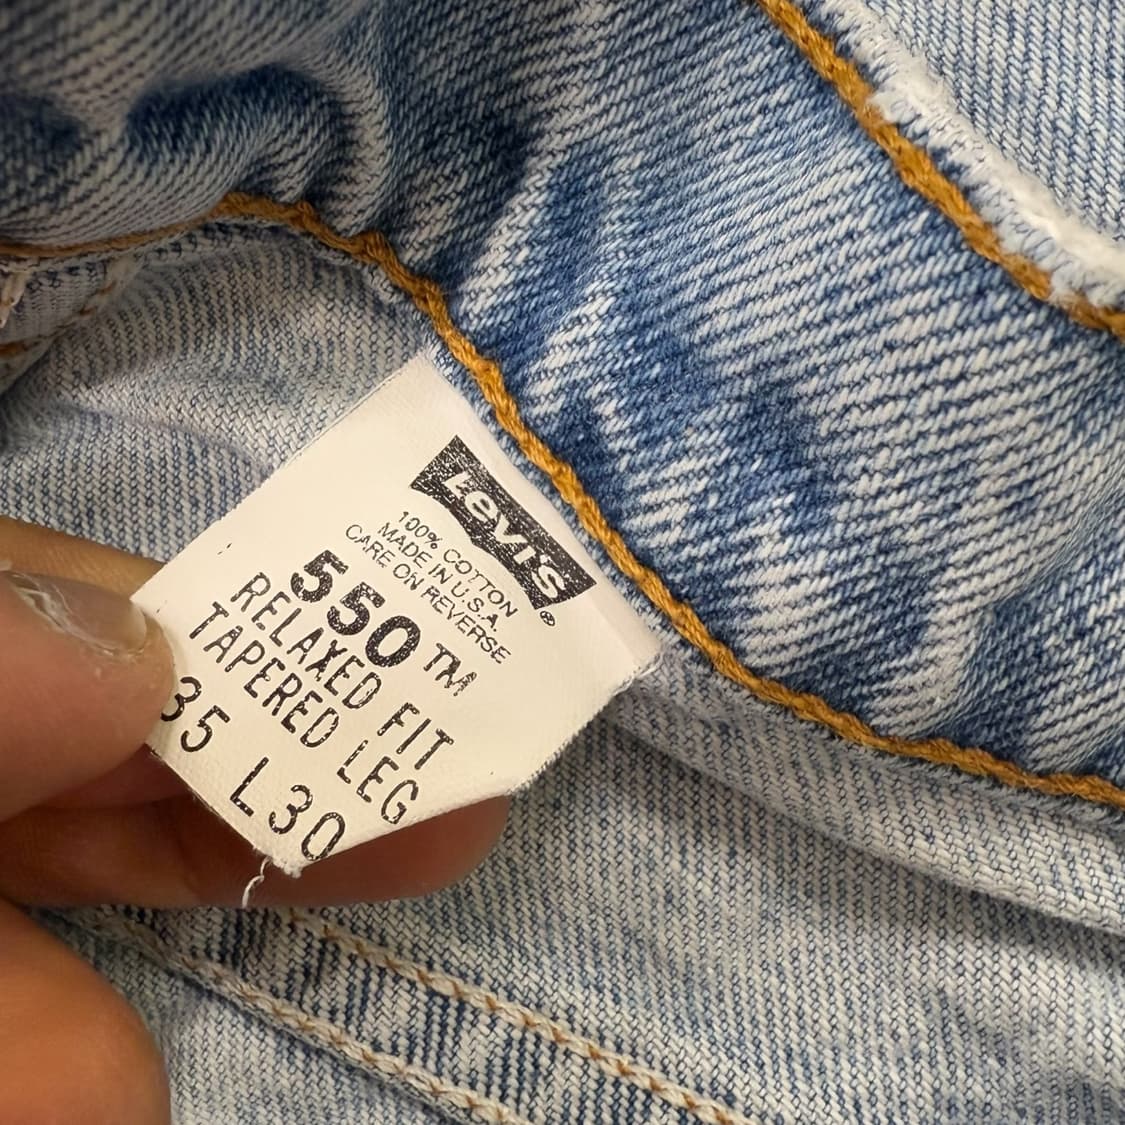 Levi's®
100% COTTON
MADE IN U.S.A.
CARE ON REVERSE
550™
RELAXED FIT
TAPERED LEG
35 L30